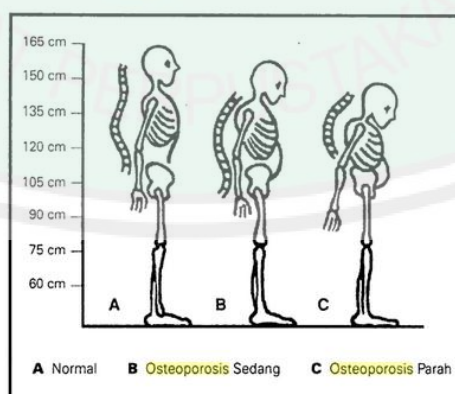 PERPUSTAKA
165 cm
150 cm
135 cm
120 cm
105 cm
90 cm
75 cm
60 cm
A B C
A Normal B Osteoporosis Sedang C Osteoporosis Parah